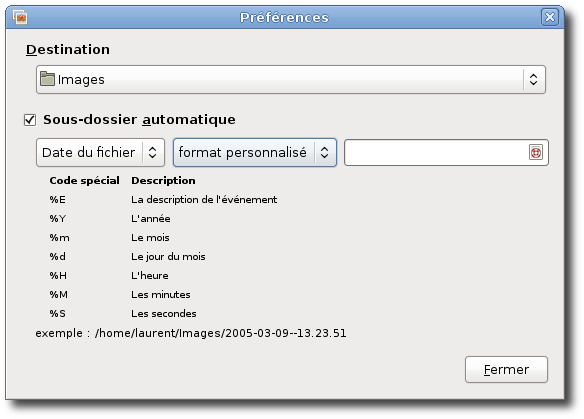 Préférences
Destination
Images
Sous-dossier automatique
Date du fichier format personnalisé
Code spécial Description
%E La description de l'événement
%Y L'année
%m Le mois
%d Le jour du mois
%H L'heure
%M Les minutes
%S Les secondes
exemple : /home/laurent/Images/2005-03-09--13.23.51
Fermer